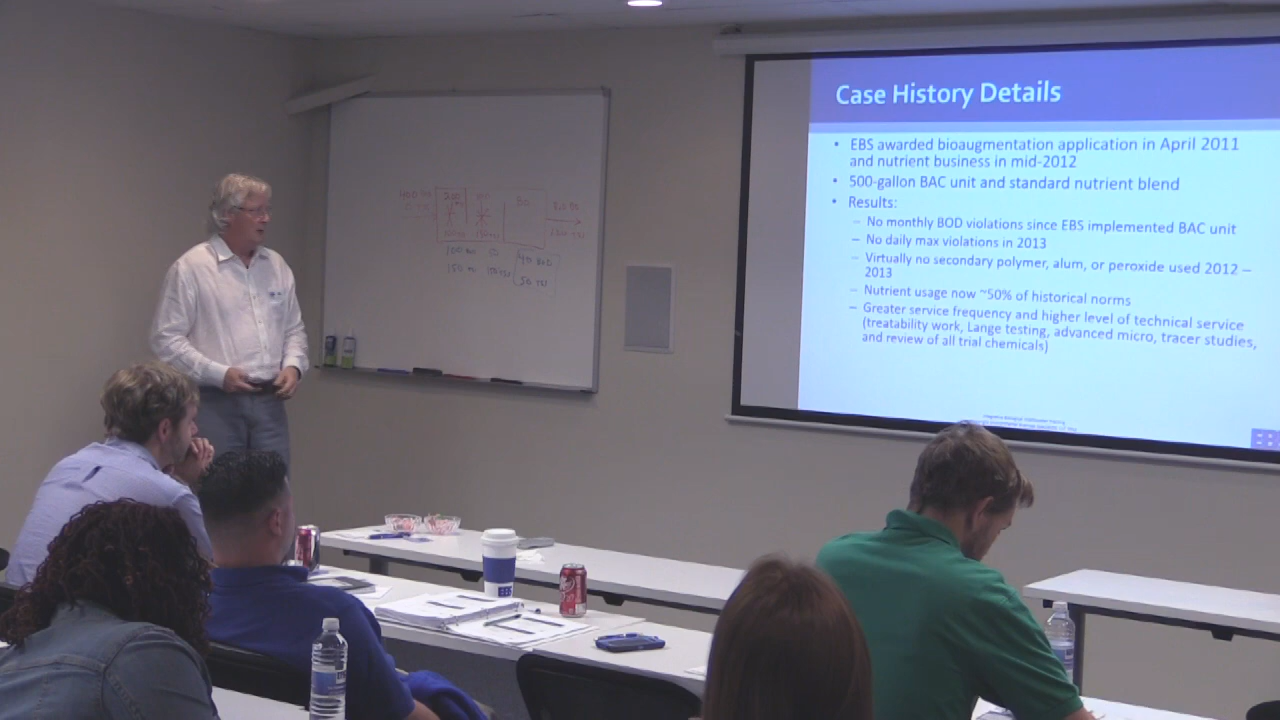 Case History Details
• EBS awarded bioaugmentation application in April 2011
and nutrient business in mid-2012
• 500-gallon BAC unit and standard nutrient blend
• Results:
– No monthly BOD violations since EBS implemented BAC unit
– No daily max violations in 2013
– Virtually no secondary polymer, alum, or peroxide used 2012 –
2013
– Nutrient usage now ~50% of historical norms
– Greater service frequency and higher level of technical service
(treatability work, Lange testing, advanced micro, tracer studies,
and review of all trial chemicals)